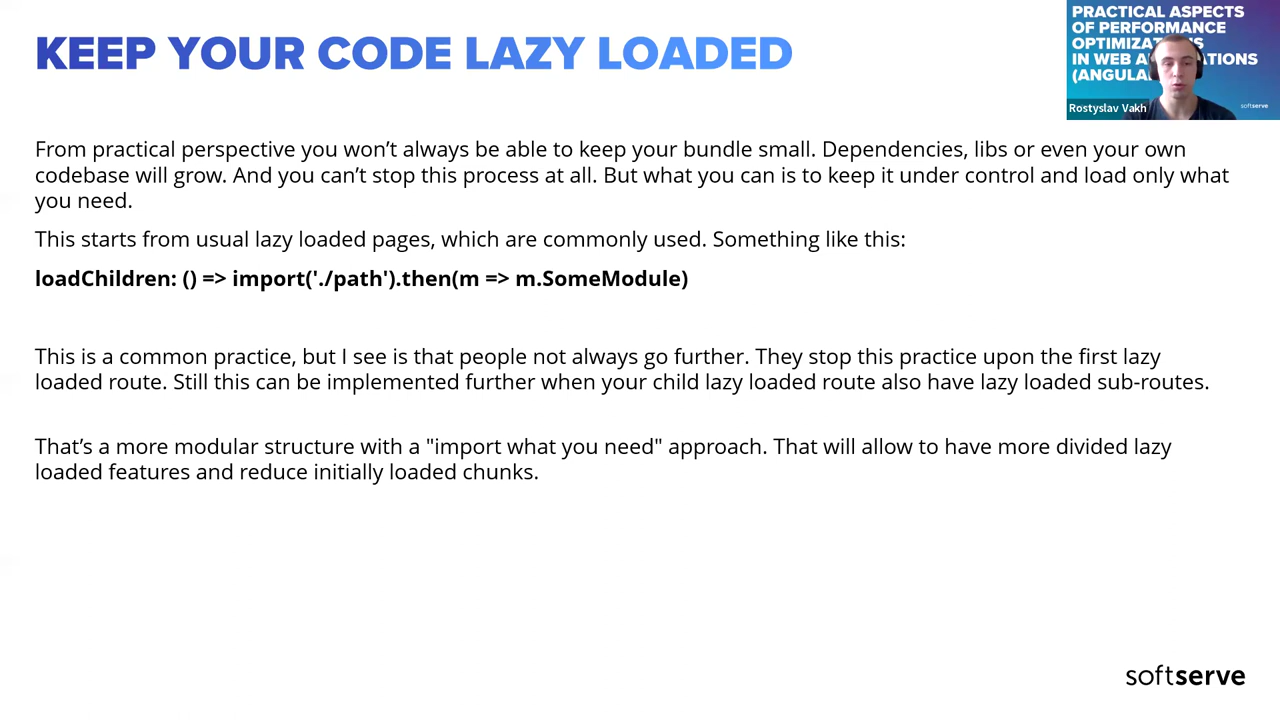 KEEP YOUR CODE LAZY LOADED
PRACTICAL ASPECTS
OF PERFORMANCE
IN WEB
Rostyslav Vakh
softserve
From practical perspective you won’t always be able to keep your bundle small. Dependencies, libs or even your own
codebase will grow. And you can’t stop this process at all. But what you can is to keep it under control and load only what
you need.
This starts from usual lazy loaded pages, which are commonly used. Something like this:
loadChildren: () => import('./path').then(m => m.SomeModule)
This is a common practice, but I see is that people not always go further. They stop this practice upon the first lazy
loaded route. Still this can be implemented further when your child lazy loaded route also have lazy loaded sub-routes.
That’s a more modular structure with a "import what you need" approach. That will allow to have more divided lazy
loaded features and reduce initially loaded chunks.
softserve